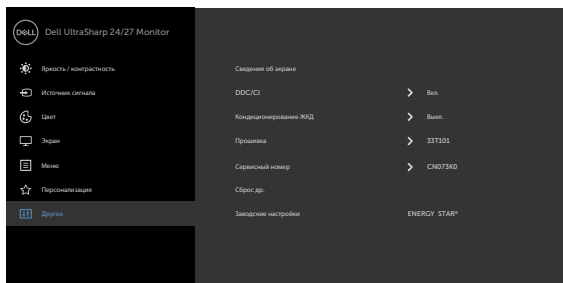 DELL Dell UltraSharp 24/27 Monitor
Яркость / контрастность
Источник сигнала
Цвет
Экран
Меню
Персонализация
Другое
Сведения об экране
DDC/CI Вкл.
Кондиционирование ЖКД Выкл.
Прошивка 33T101
Сервисный номер CN073K0
Сброс др.
Заводские настройки ENERGY STAR®